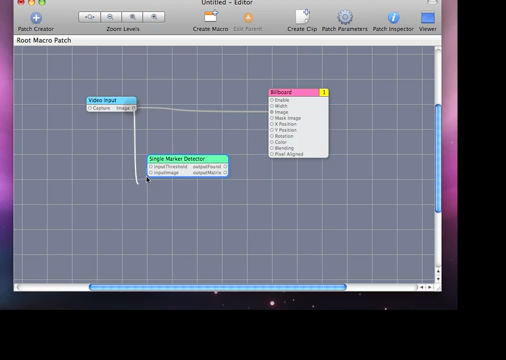 Untitled - Editor
Patch Creator
Zoom Levels
Create Macro
Edit Parent
Create Clip
Patch Parameters
Patch Inspector
Viewer
Root Macro Patch
Video Input
Capture Image
Billboard 1
Enable
Width
Image
Mask Image
X Position
Y Position
Rotation
Color
Blending
Pixel Aligned
Single Marker Detector
inputThreshold outputFound
inputImage outputMatrix